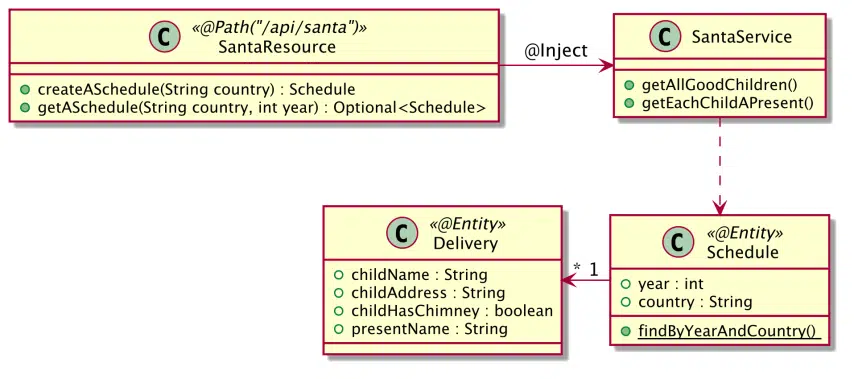 C
«@Path("/api/santa")»
SantaResource
createASchedule(String country) : Schedule
getASchedule(String country, int year) : Optional<Schedule>
@Inject
C
SantaService
getAllGoodChildren()
getEachChildAPresent()
C
«@Entity»
Delivery
childName : String
childAddress : String
childHasChimney : boolean
presentName : String
* 1
C
«@Entity»
Schedule
year : int
country : String
findByYearAndCountry()